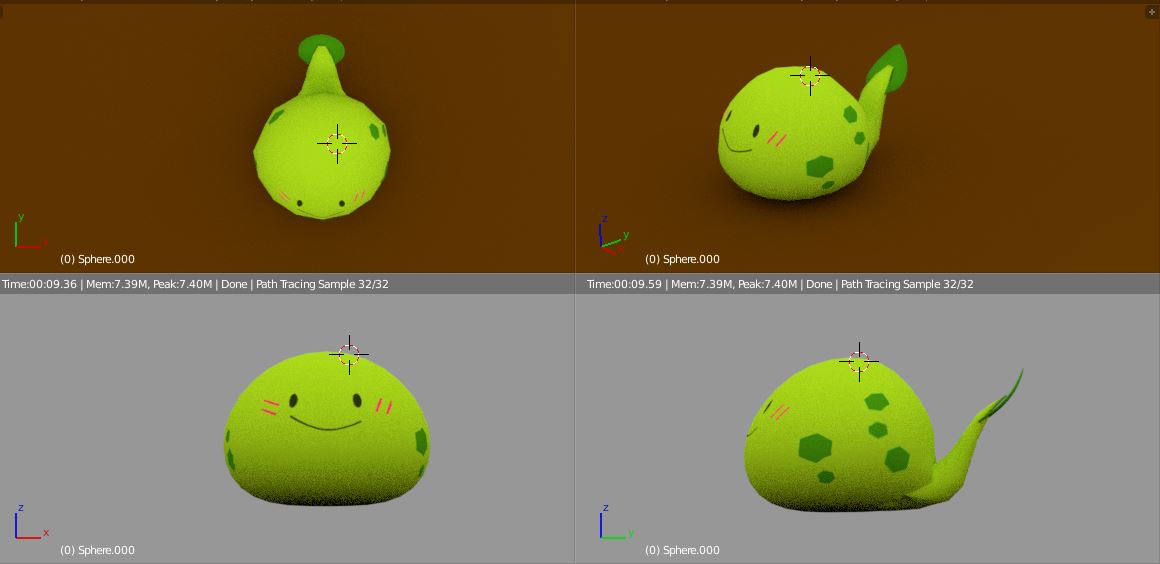 y
x
(0) Sphere.000
z
y
x
(0) Sphere.000
Time:00:09.36 | Mem:7.39M, Peak:7.40M | Done | Path Tracing Sample 32/32
Time:00:09.59 | Mem:7.39M, Peak:7.40M | Done | Path Tracing Sample 32/32
z
x
(0) Sphere.000
z
y
(0) Sphere.000